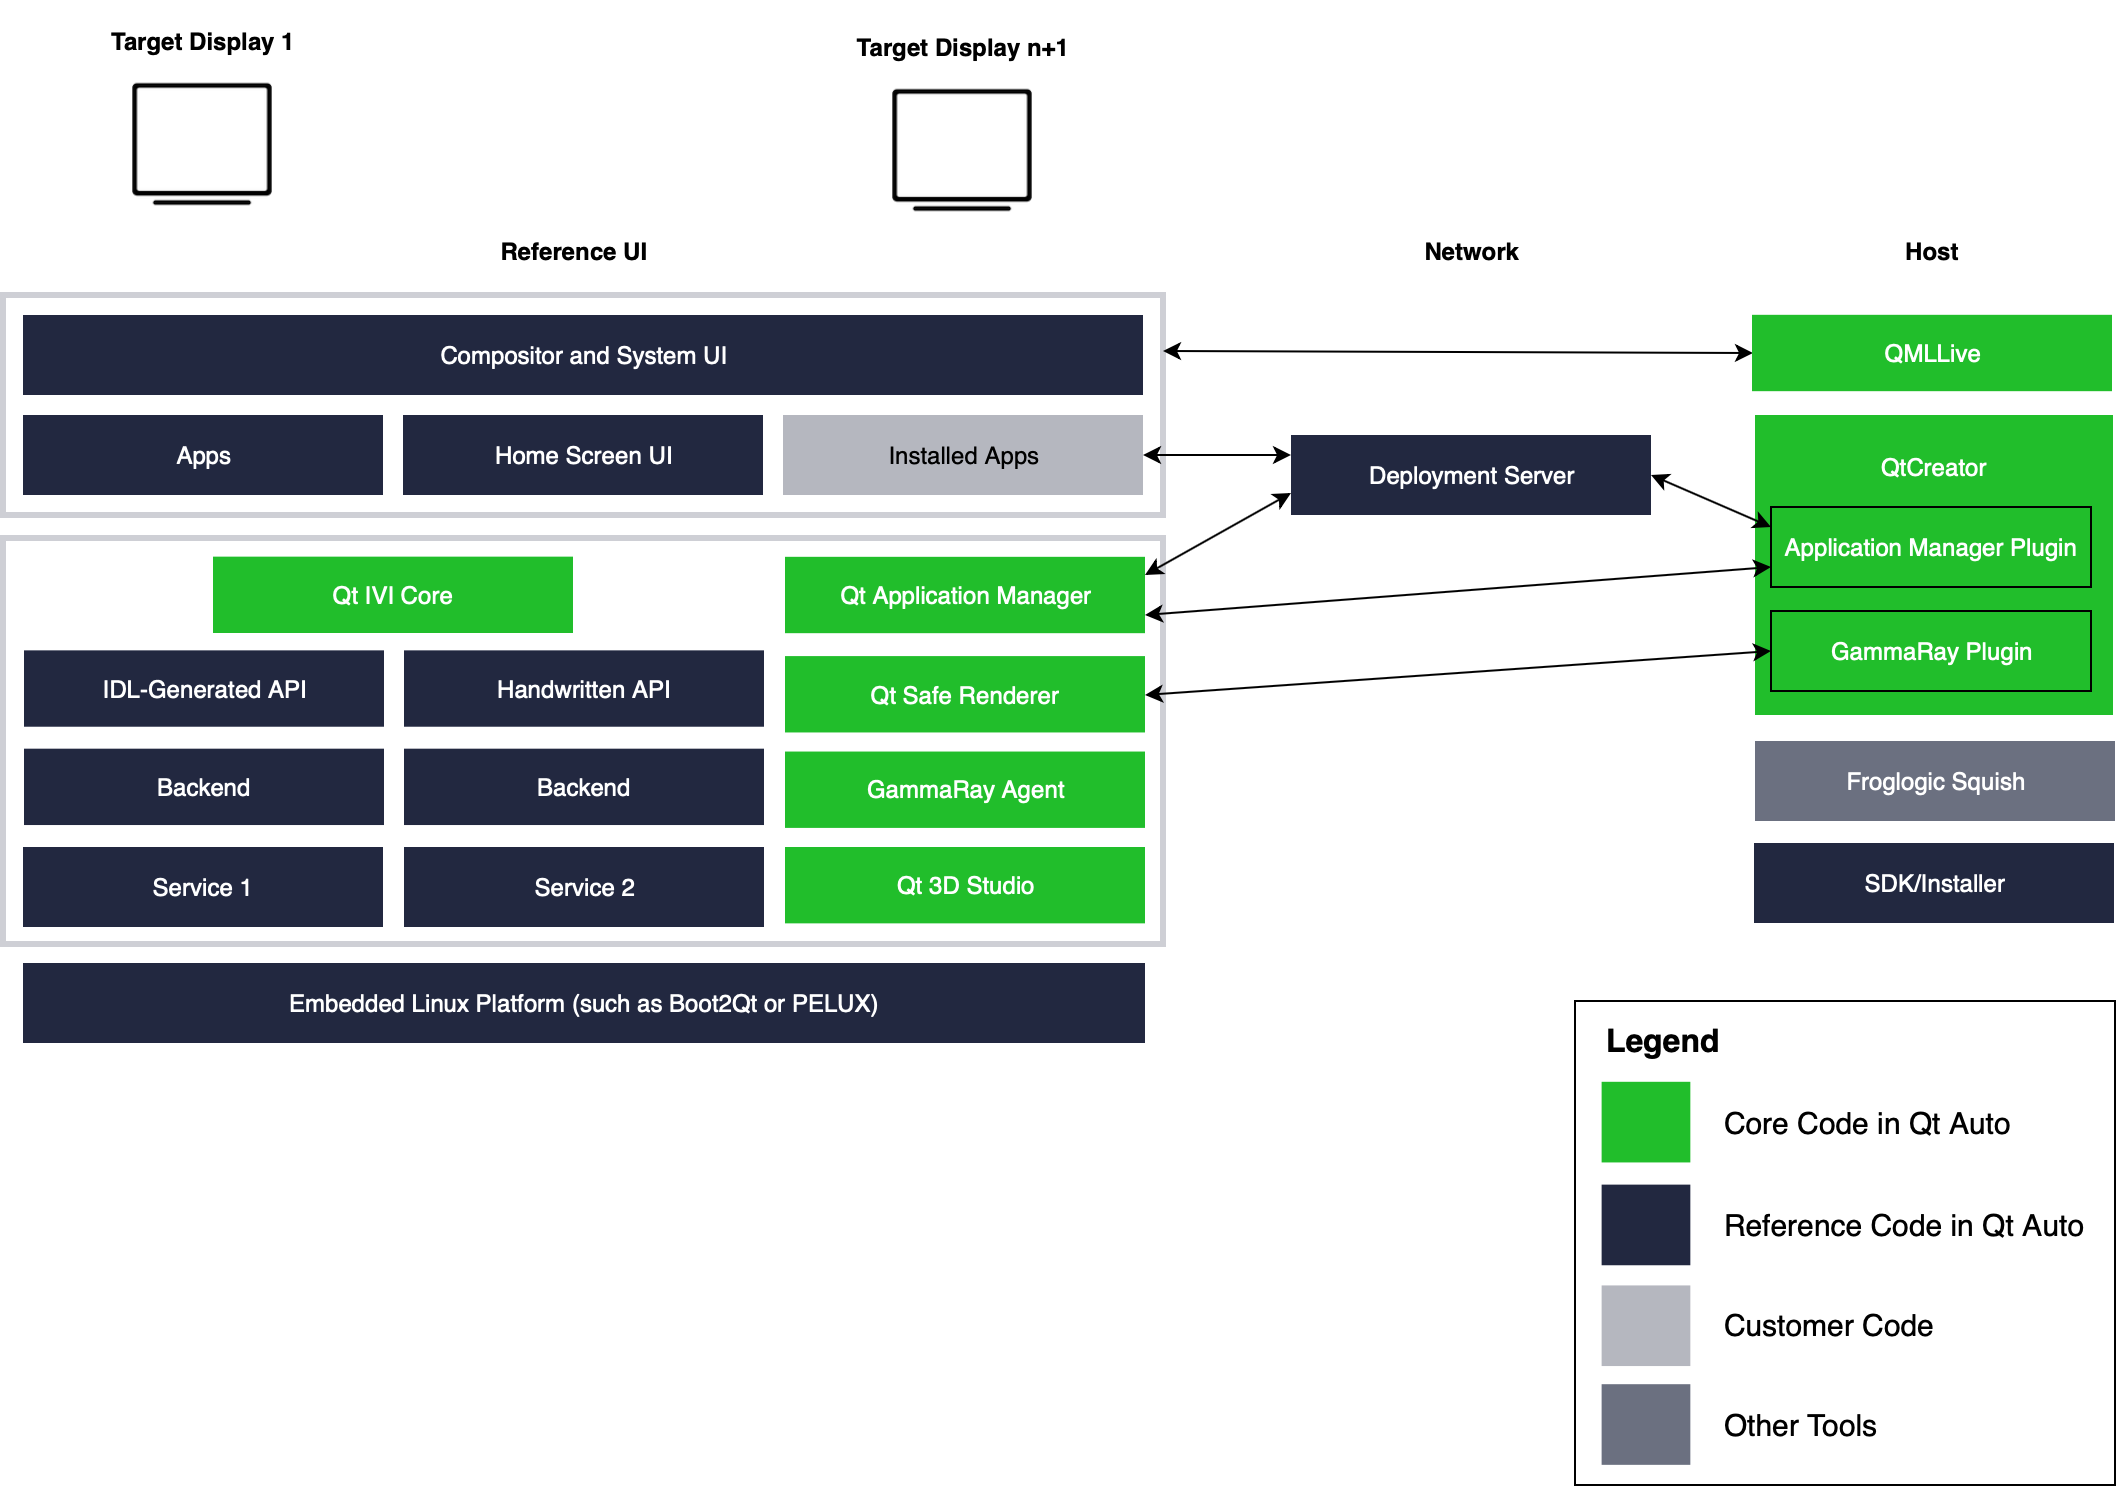 Target Display 1
Target Display n+1
Reference UI
Network
Host
Compositor and System UI
QMLLive
Apps
Home Screen UI
Installed Apps
Deployment Server
QtCreator
Application Manager Plugin
GammaRay Plugin
Qt IVI Core
Qt Application Manager
IDL-Generated API
Handwritten API
Qt Safe Renderer
Backend
Backend
GammaRay Agent
Froglogic Squish
Service 1
Service 2
Qt 3D Studio
SDK/Installer
Embedded Linux Platform (such as Boot2Qt or PELUX)
Legend
Core Code in Qt Auto
Reference Code in Qt Auto
Customer Code
Other Tools